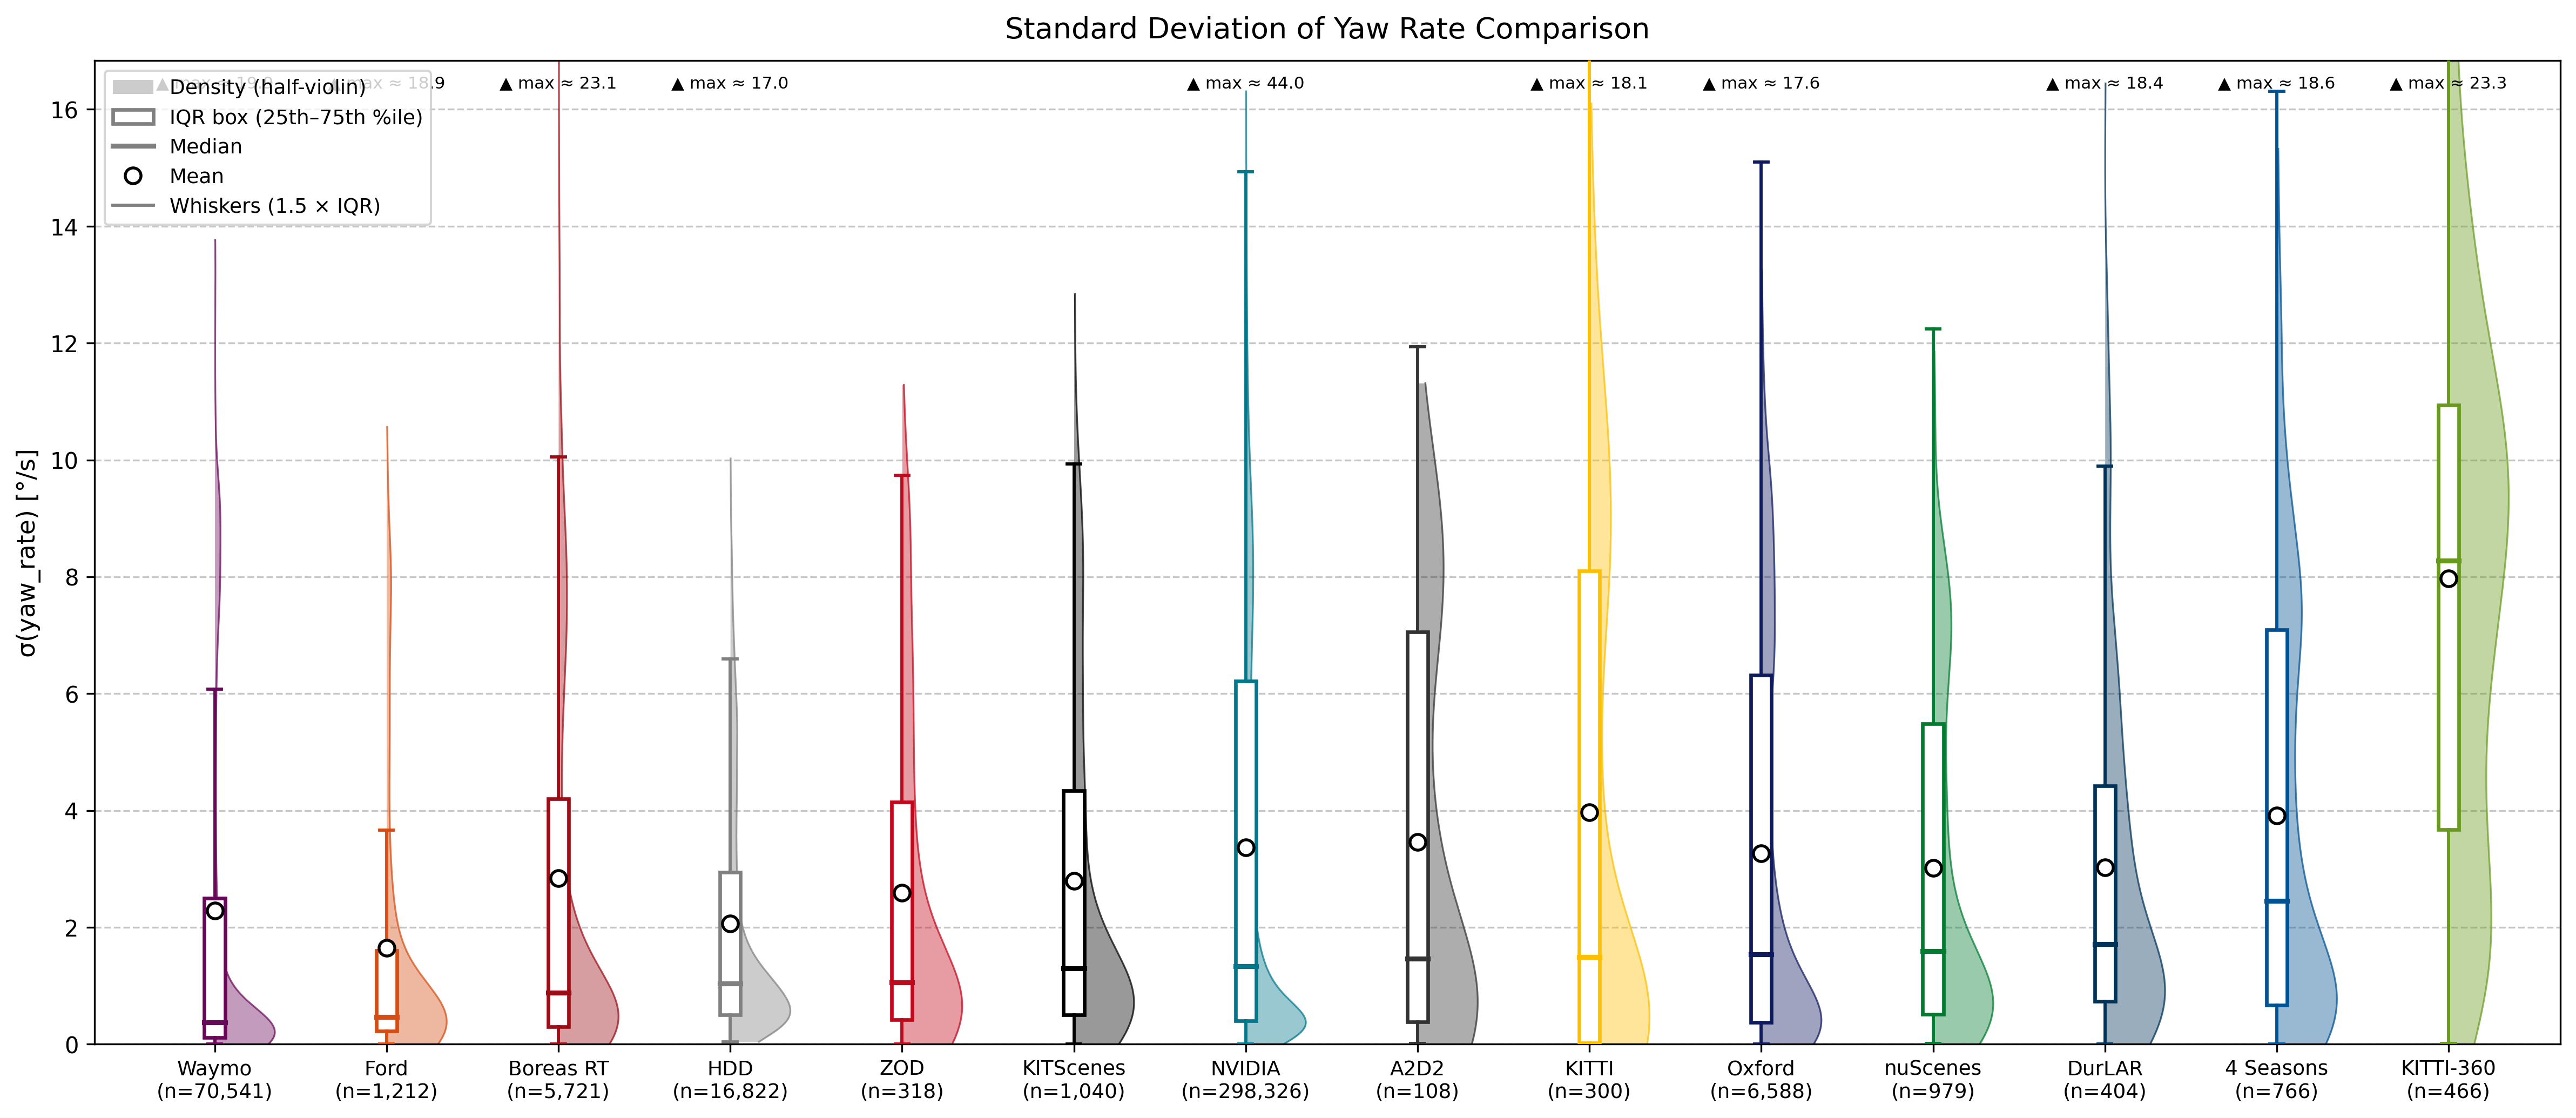 Standard Deviation of Yaw Rate Comparison
▲ max ≈ 18.9
▲ max ≈ 23.1
▲ max ≈ 17.0
▲ max ≈ 44.0
▲ max ≈ 18.1
▲ max ≈ 17.6
▲ max ≈ 18.4
▲ max ≈ 18.6
▲ max ≈ 23.3
Density (half-violin)
IQR box (25th–75th %ile)
Median
Mean
Whiskers (1.5 × IQR)
σ(yaw_rate) [°/s]
16
14
12
10
8
6
4
2
0
Waymo
(n=70,541)
Ford
(n=1,212)
Boreas RT
(n=5,721)
HDD
(n=16,822)
ZOD
(n=318)
KITScenes
(n=1,040)
NVIDIA
(n=298,326)
A2D2
(n=108)
KITTI
(n=300)
Oxford
(n=6,588)
nuScenes
(n=979)
DurLAR
(n=404)
4 Seasons
(n=766)
KITTI-360
(n=466)